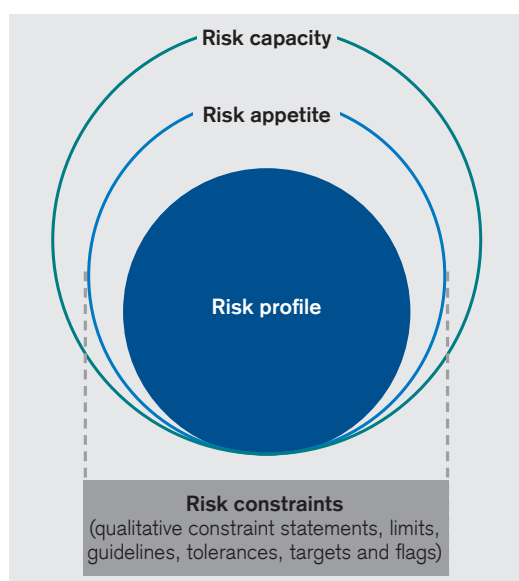 Risk capacity
Risk appetite
Risk profile
Risk constraints
(qualitative constraint statements, limits,
guidelines, tolerances, targets and flags)